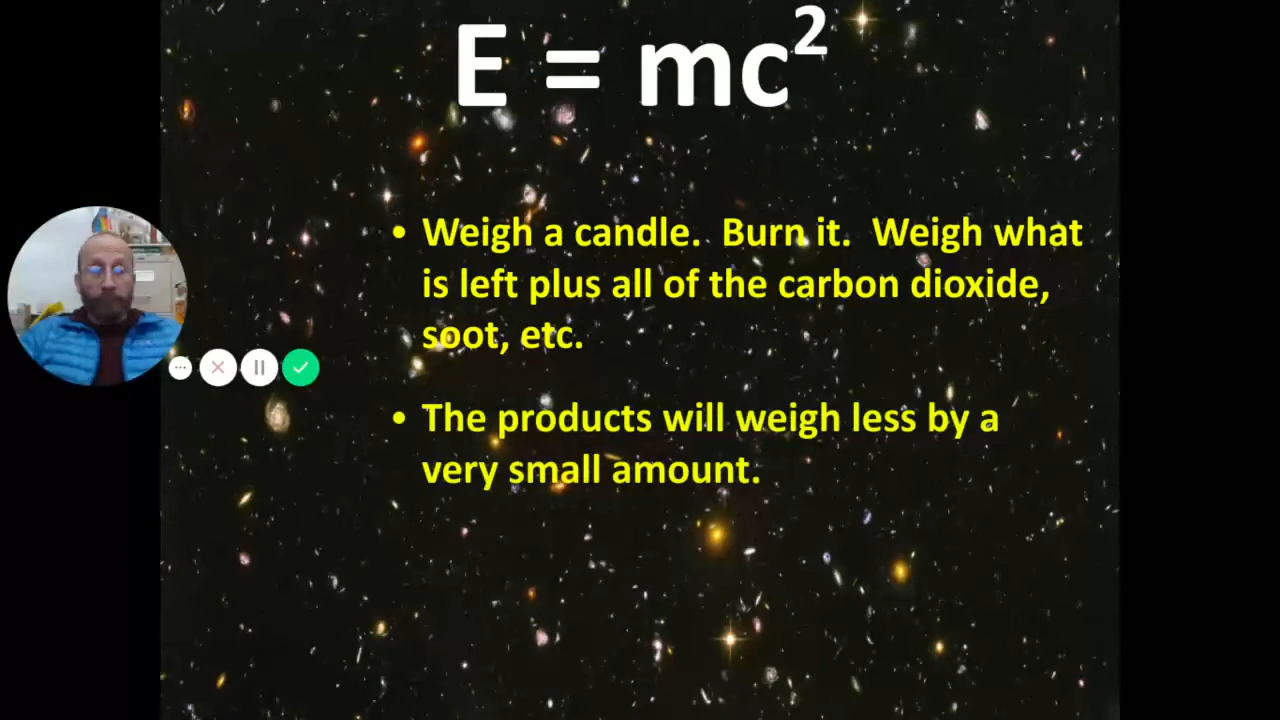 E = mc²
• Weigh a candle.  Burn it.  Weigh what
is left plus all of the carbon dioxide,
soot, etc.
• The products will weigh less by a
very small amount.